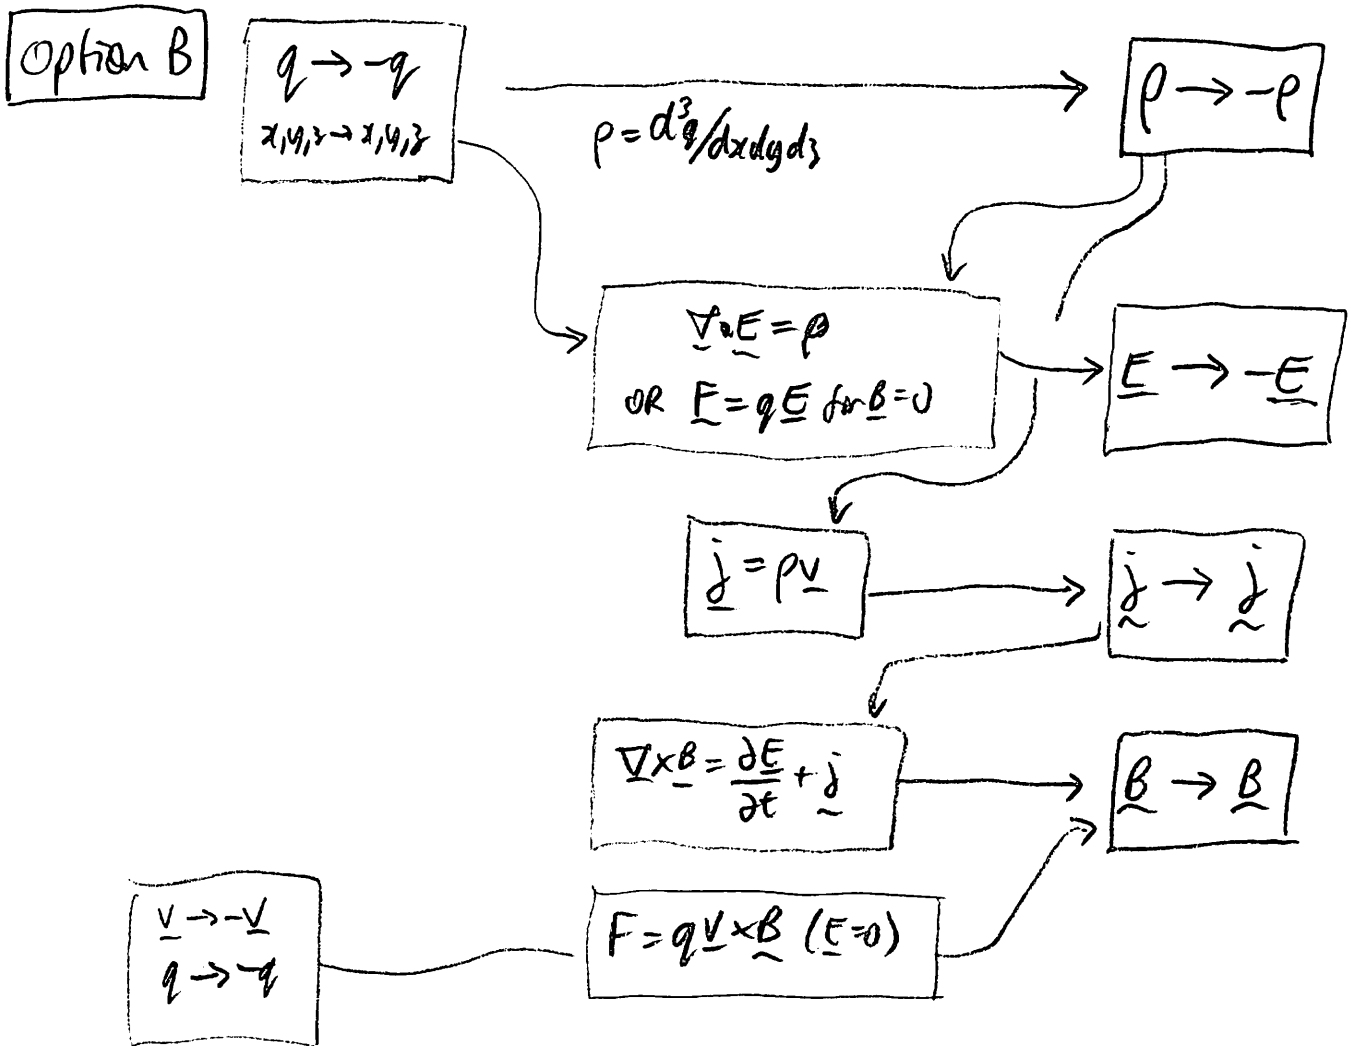 Option B
q → -q
x,y,z → x,y,z
ρ = d³q/dxdydz
ρ → -ρ
∇·E = ρ
OR F = qE for B = 0
E → -E
j = ρv
j → j
∇×B = ∂E/∂t + j
B → B
v → -v
q → -q
F = qv×B (E=0)